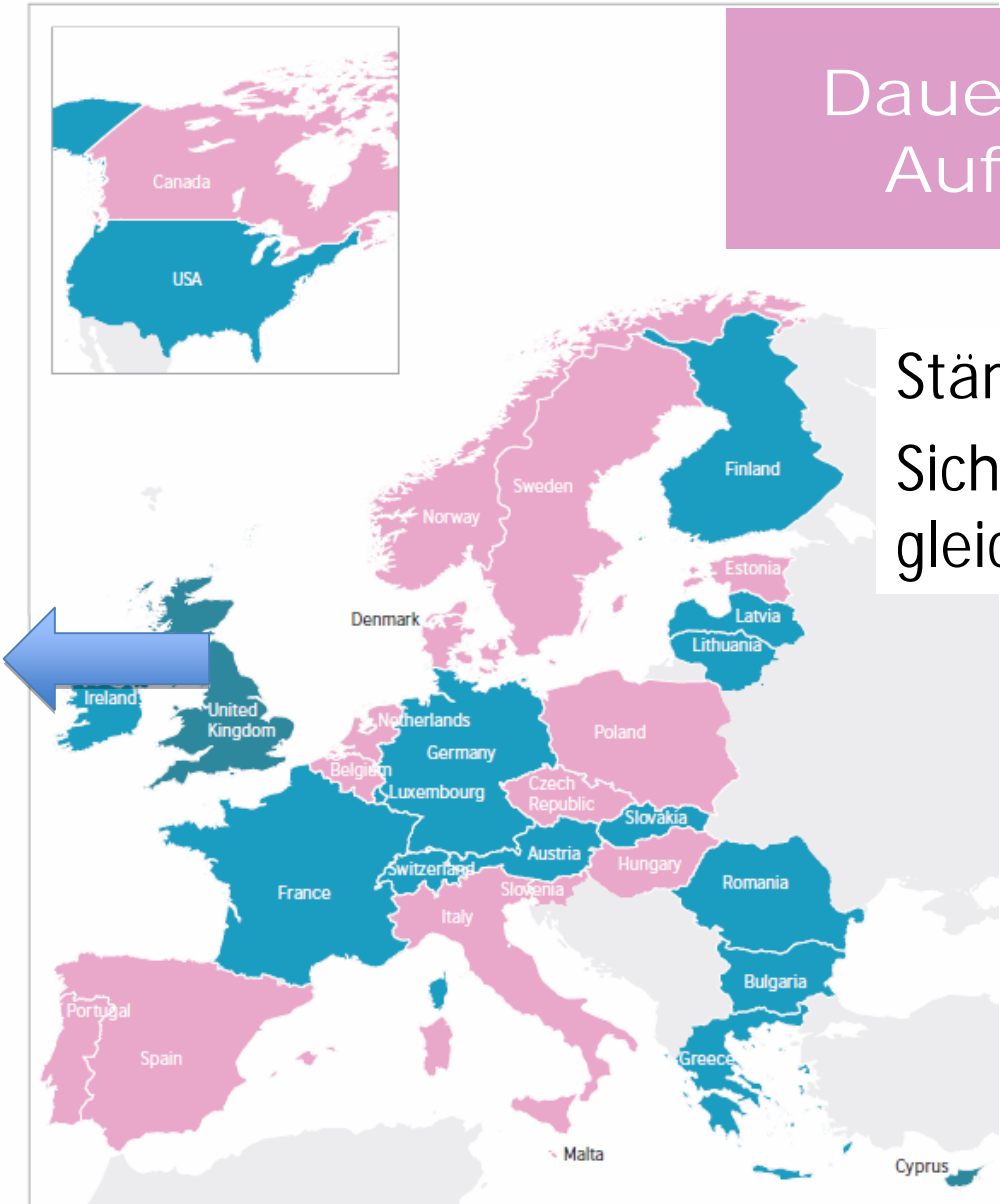 Daue
Auf
Canada
USA
Stär
Sich
gleic
Finland
Sweden
Norway
Estonia
Denmark
Latvia
Lithuania
Ireland
United
Kingdom
Netherlands
Poland
Germany
Belgium
Czech
Republic
Luxembourg
Slovakia
Austria
Hungary
Switzerland
Romania
France
Slovenia
Italy
Bulgaria
Portugal
Spain
Greece
Malta
Cyprus